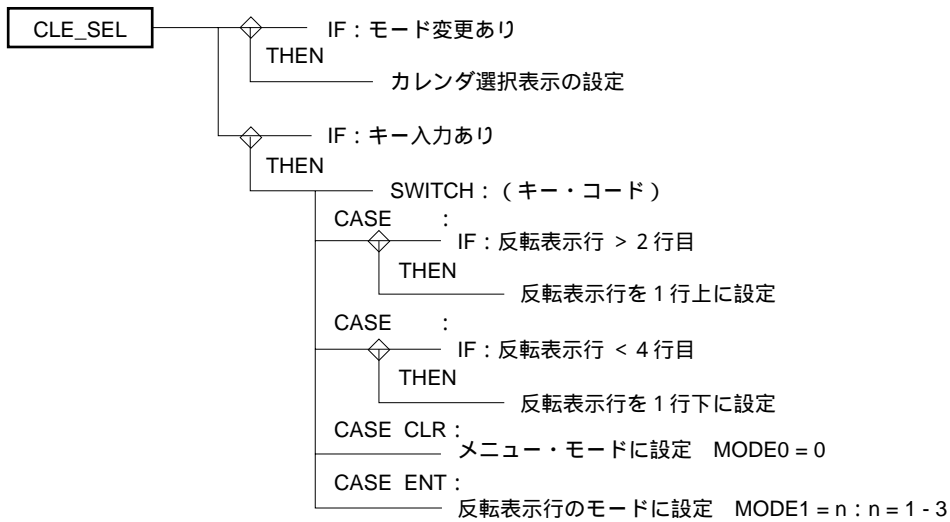 CLE_SEL
IF：モード変更あり
THEN
カレンダ選択表示の設定
IF：キー入力あり
THEN
SWITCH：（キー・コード）
CASE　　：
IF：反転表示行 > 2行目
THEN
反転表示行を1行上に設定
CASE　　：
IF：反転表示行 < 4行目
THEN
反転表示行を1行下に設定
CASE CLR：
メニュー・モードに設定　MODE0 = 0
CASE ENT：
反転表示行のモードに設定　MODE1 = n：n = 1 - 3